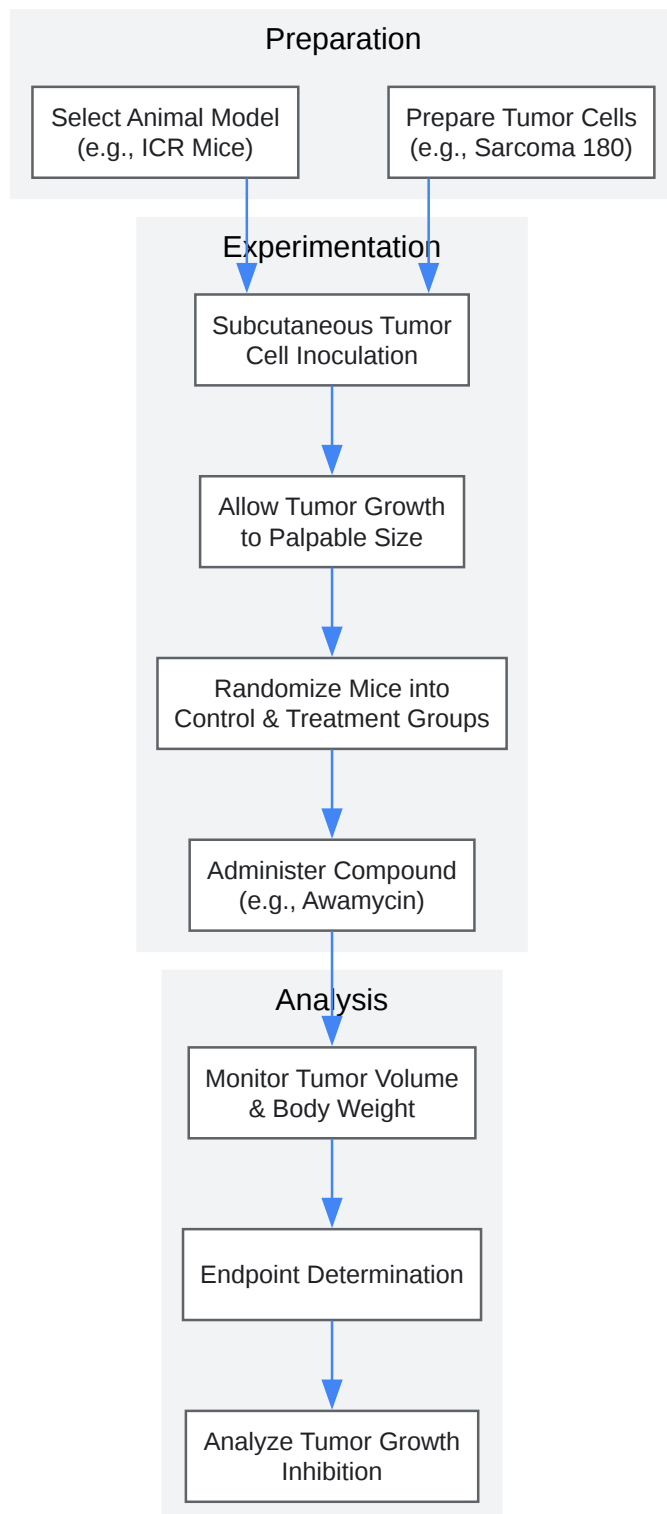 Preparation
Select Animal Model
(e.g., ICR Mice)
Prepare Tumor Cells
(e.g., Sarcoma 180)
Experimentation
Subcutaneous Tumor
Cell Inoculation
Allow Tumor Growth
to Palpable Size
Randomize Mice into
Control & Treatment Groups
Administer Compound
(e.g., Awamycin)
Analysis
Monitor Tumor Volume
& Body Weight
Endpoint Determination
Analyze Tumor Growth
Inhibition